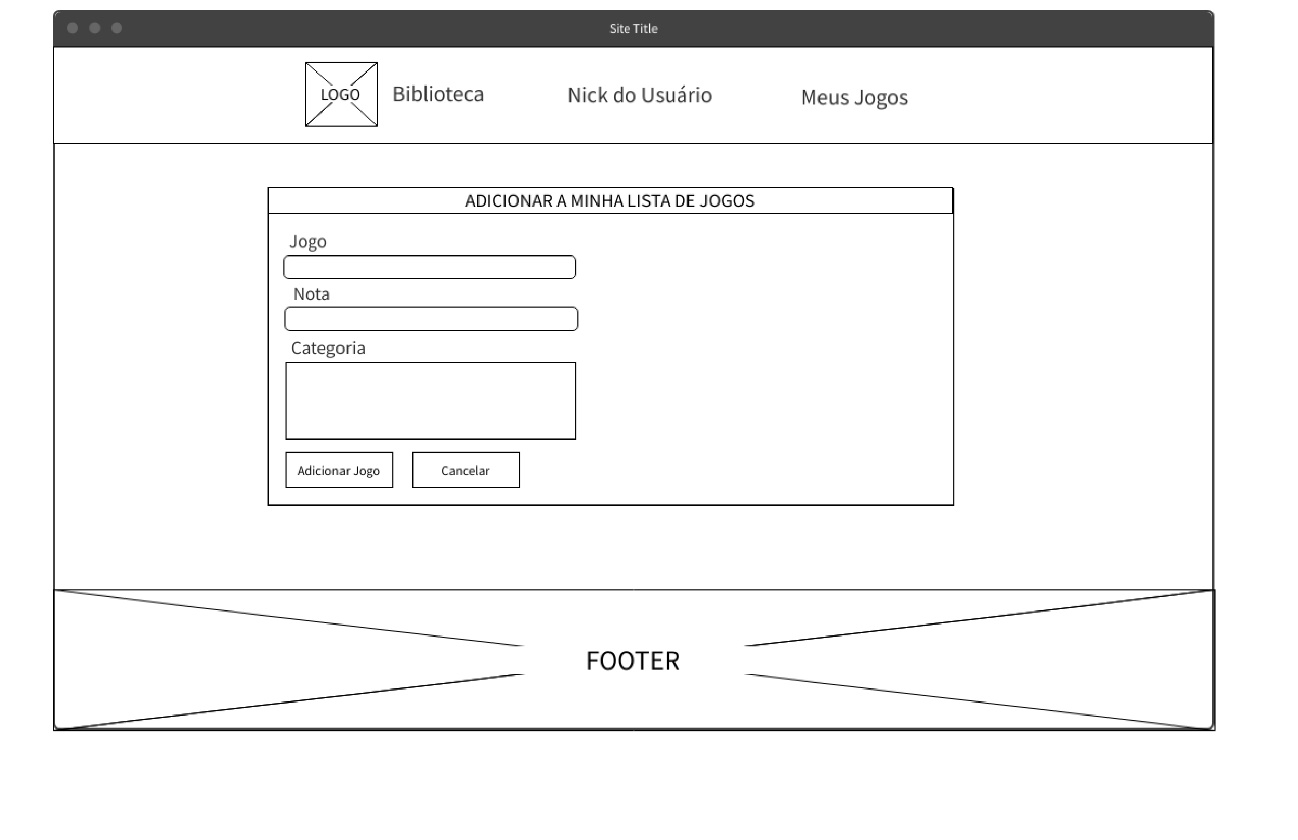 Site Title
LOGO
Biblioteca
Nick do Usuário
Meus Jogos
ADICIONAR A MINHA LISTA DE JOGOS
Jogo
Nota
Categoria
Adicionar Jogo
Cancelar
FOOTER